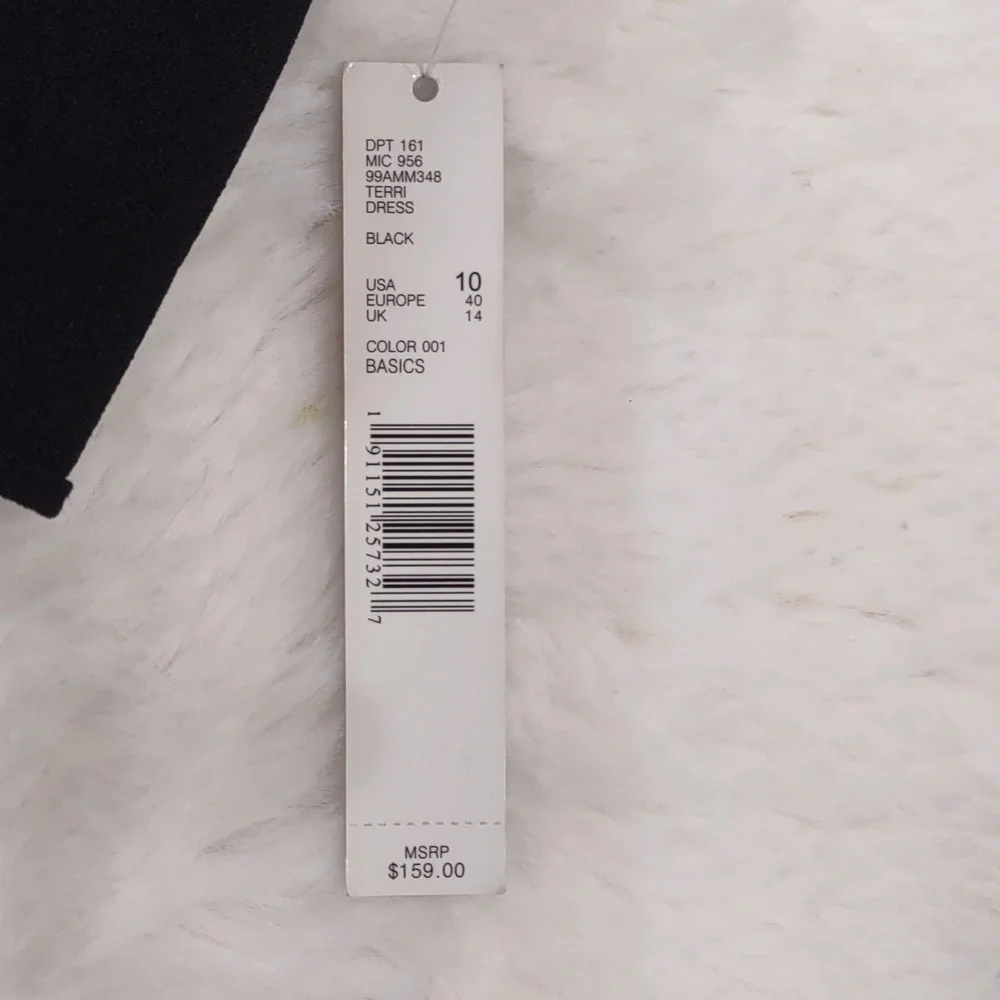 DPT 161
MIC 956
99AMM348
TERRI
DRESS
BLACK
USA 10
EUROPE 40
UK 14
COLOR 001
BASICS
1 91151 25732 7
MSRP
$159.00